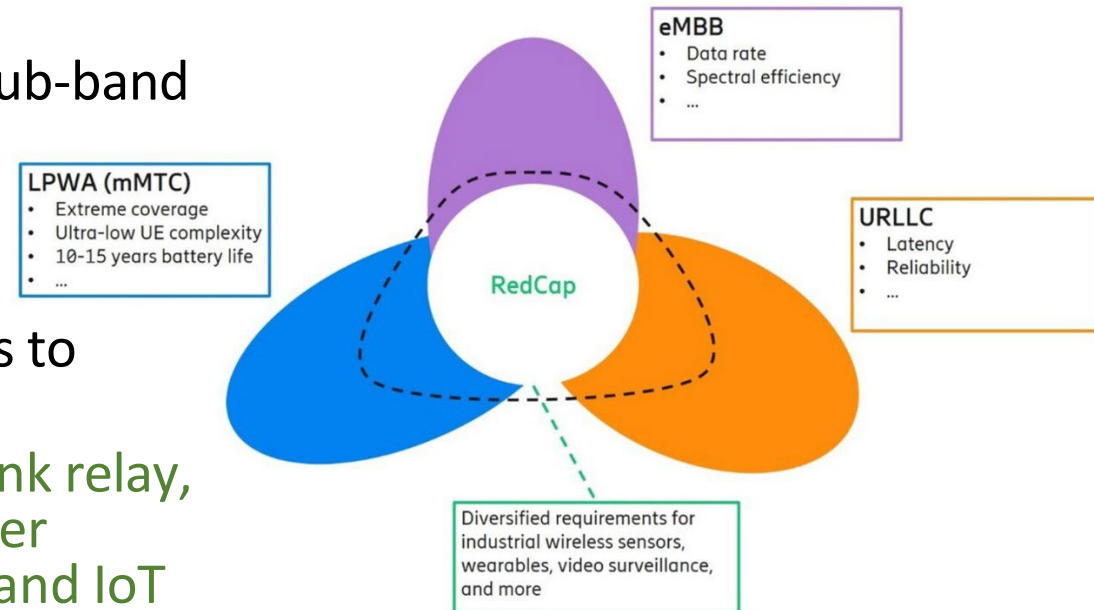 ub-band
s to
nk relay,
er
and IoT
eMBB
• Data rate
• Spectral efficiency
• ...
LPWA (mMTC)
• Extreme coverage
• Ultra-low UE complexity
• 10-15 years battery life
• ...
URLLC
• Latency
• Reliability
• ...
RedCap
Diversified requirements for
industrial wireless sensors,
wearables, video surveillance,
and more